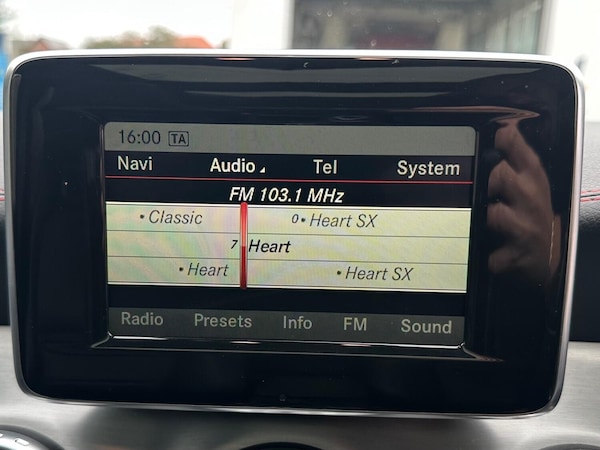 16:00 TA
Navi Audio Tel System
FM 103.1 MHz
Classic 0 Heart SX
7 Heart
Heart Heart SX
Radio Presets Info FM Sound